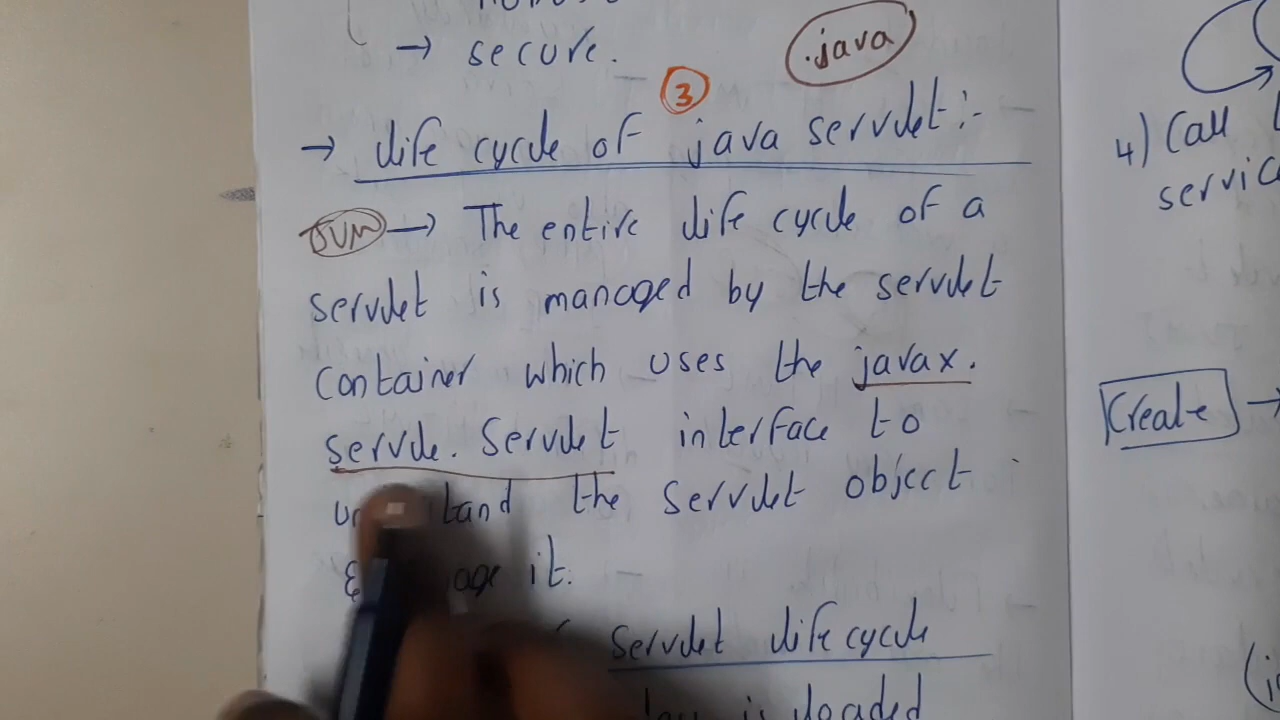 → secure.
.java
3
→ life cycle of java servlet:-
JVM → The entire life cycle of a
servlet is managed by the servlet
container which uses the javax.
servle. Servlet interface to
the servlet object
it.
servlet life cycle
is loaded
4) Call
Create →